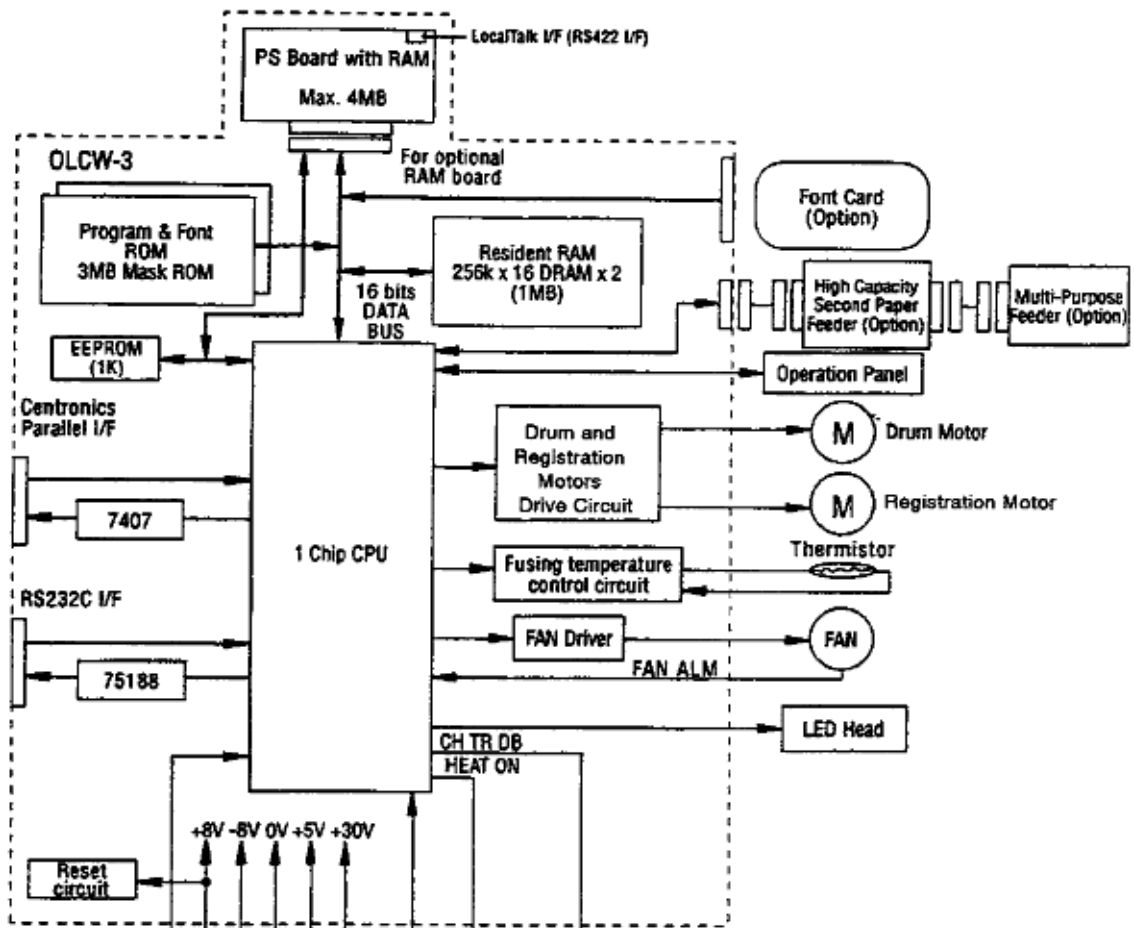 LocalTalk I/F (RS422 I/F)
PS Board with RAM
Max. 4MB
OLCW-3
For optional
RAM board
Font Card
(Option)
Program & Font
ROM
3MB Mask ROM
Resident RAM
256k x 16 DRAM x 2
(1MB)
16 bits
DATA
BUS
High Capacity
Second Paper
Feeder (Option)
Multi-Purpose
Feeder (Option)
EEPROM
(1K)
Operation Panel
Centronics
Parallel I/F
7407
Drum and
Registration
Motors
Drive Circuit
M
Drum Motor
M
Registration Motor
1 Chip CPU
Thermistor
Fusing temperature
control circuit
RS232C I/F
75188
FAN Driver
FAN
FAN ALM
LED Head
CH TR DB
HEAT ON
+8V -8V 0V +5V +30V
Reset
circuit